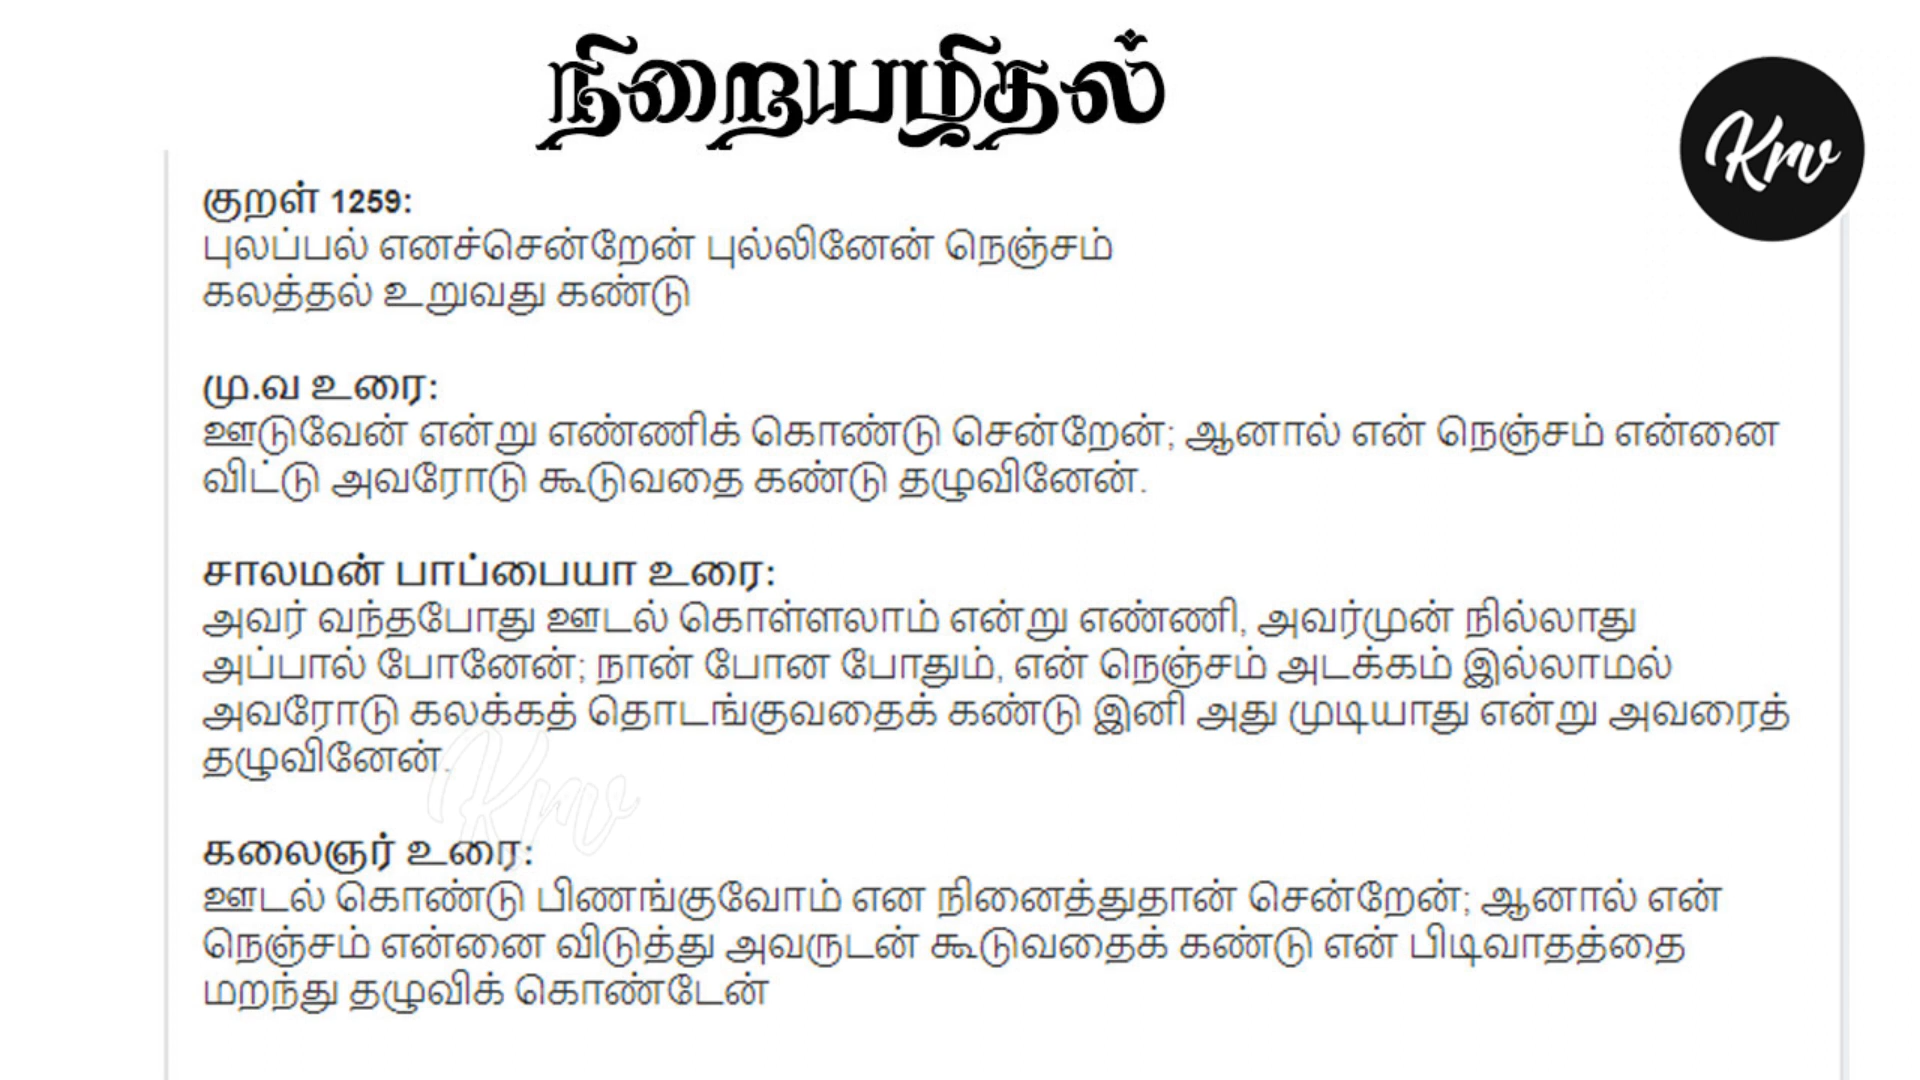 நிறையழிதல்
Krv
குறள் 1259:
புலப்பல் எனச்சென்றேன் புல்லினேன் நெஞ்சம்
கலத்தல் உறுவது கண்டு
மு.வ உரை:
ஊடுவேன் என்று எண்ணிக் கொண்டு சென்றேன்; ஆனால் என் நெஞ்சம் என்னை
விட்டு அவரோடு கூடுவதை கண்டு தழுவினேன்.
சாலமன் பாப்பையா உரை:
அவர் வந்தபோது ஊடல் கொள்ளலாம் என்று எண்ணி, அவர்முன் நில்லாது
அப்பால் போனேன்; நான் போன போதும், என் நெஞ்சம் அடக்கம் இல்லாமல்
அவரோடு கலக்கத் தொடங்குவதைக் கண்டு இனி அது முடியாது என்று அவரைத்
தழுவினேன்.
Krv
கலைஞர் உரை:
ஊடல் கொண்டு பிணங்குவோம் என நினைத்துதான் சென்றேன்; ஆனால் என்
நெஞ்சம் என்னை விடுத்து அவருடன் கூடுவதைக் கண்டு என் பிடிவாதத்தை
மறந்து தழுவிக் கொண்டேன்